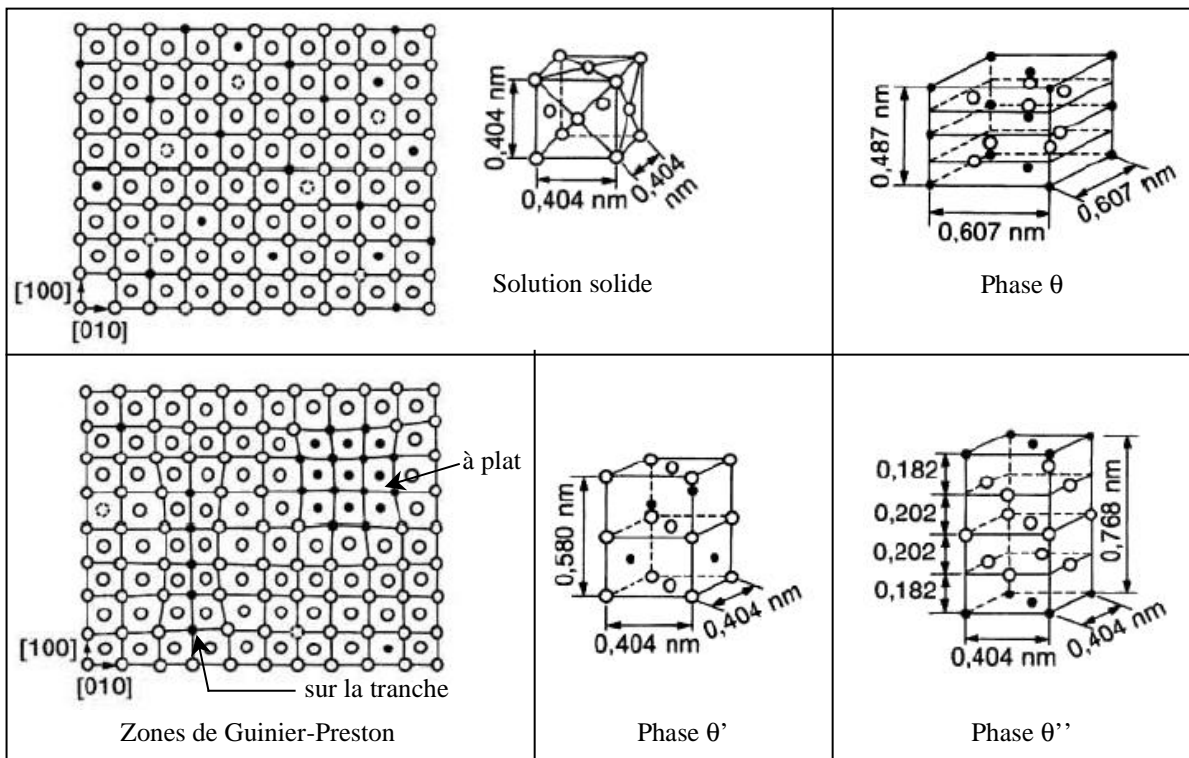 [100]
[010]
0,404 nm
0,404 nm
0,404
nm
Solution solide
0,487 nm
0,607 nm
0,607 nm
Phase θ
à plat
[100]
[010]
sur la tranche
Zones de Guinier-Preston
0,580 nm
0,404 nm
0,404 nm
Phase θ’
0,182
0,202
0,202
0,182
0,768 nm
0,404 nm
0,404 nm
Phase θ’’